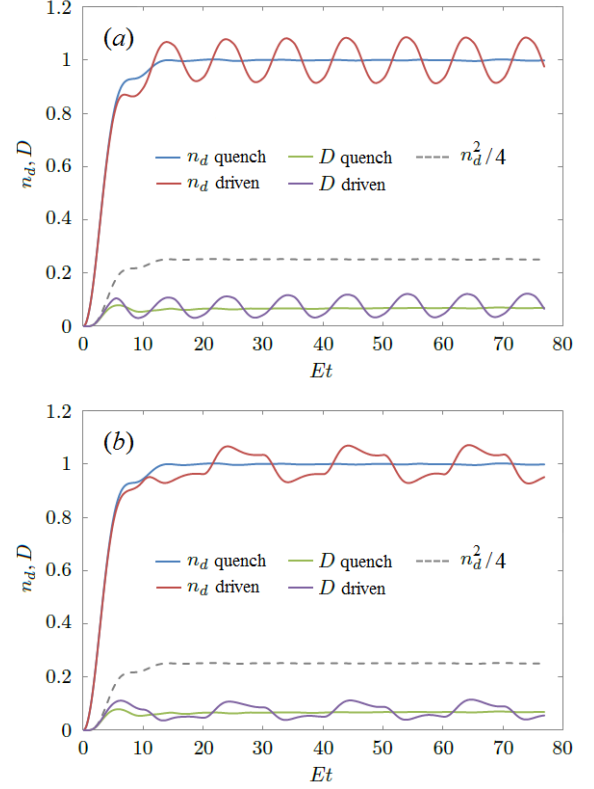 (a)
1.2
1
0.8
0.6
0.4
0.2
0
n_d, D
n_d quench D quench n_d^2/4
n_d driven D driven
0 10 20 30 40 50 60 70 80
Et
(b)
1.2
1
0.8
0.6
0.4
0.2
0
n_d, D
n_d quench D quench n_d^2/4
n_d driven D driven
0 10 20 30 40 50 60 70 80
Et